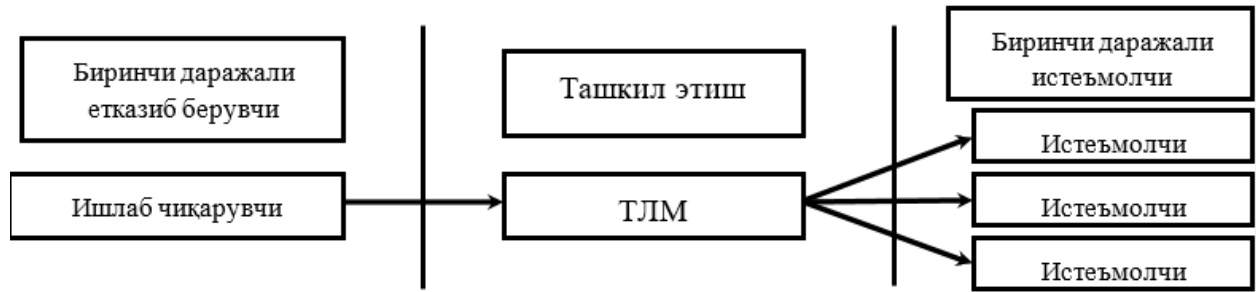 Биринчи даражали
етказиб берувчи
Ташкил этиш
Биринчи даражали
истеъмолчи
Ишлаб чиқарувчи
ТЛМ
Истеъмолчи
Истеъмолчи
Истеъмолчи